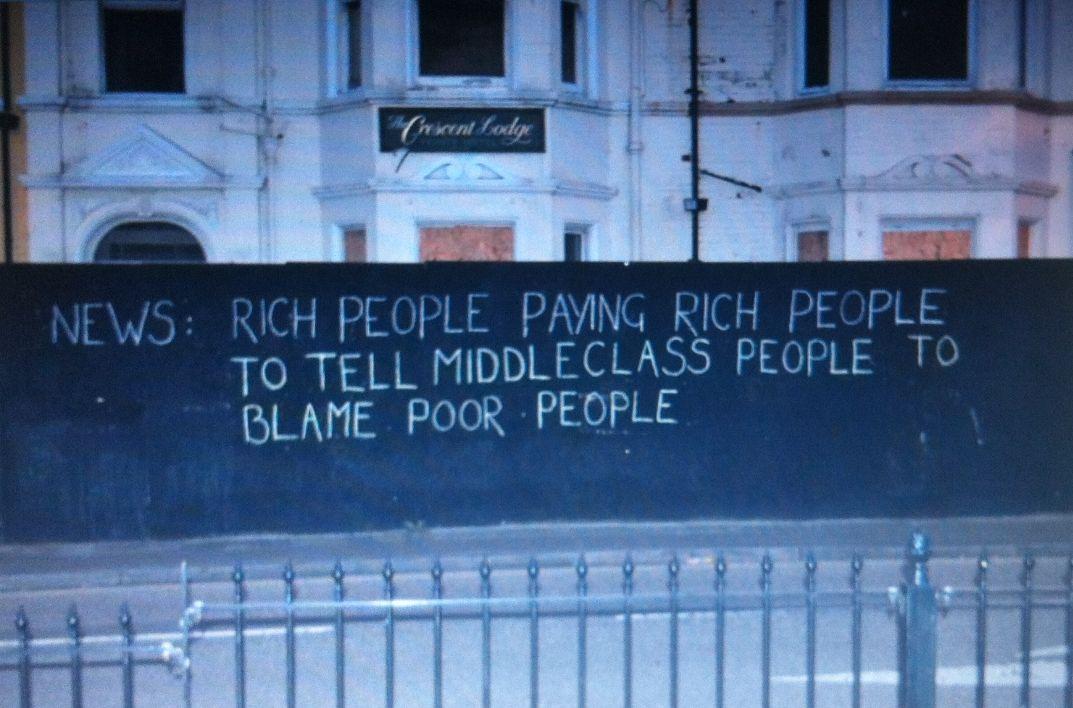 The Crescent Lodge
NEWS: RICH PEOPLE PAYING RICH PEOPLE
TO TELL MIDDLECLASS PEOPLE TO
BLAME POOR PEOPLE